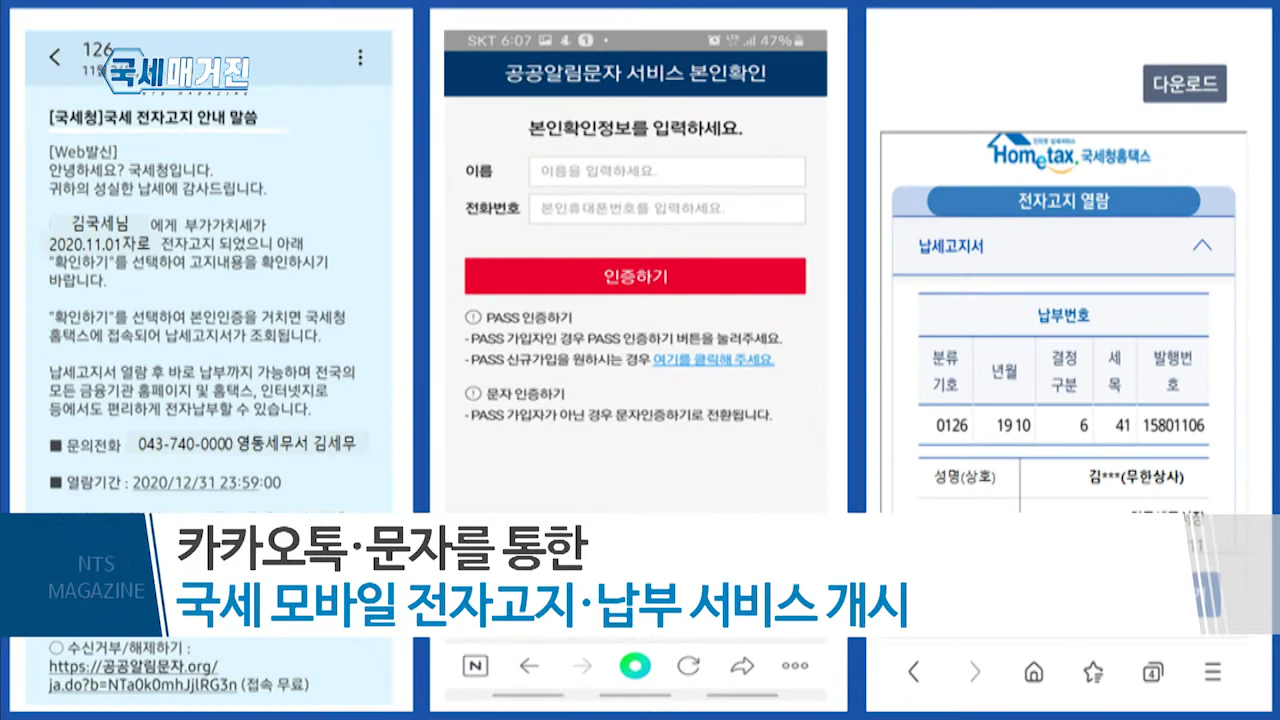 126
11월
국세매거진
NTS MAGAZINE
[국세청]국세 전자고지 안내 말씀
[Web발신]
안녕하세요? 국세청입니다.
귀하의 성실한 납세에 감사드립니다.
김국세님 에게 부가가치세가
2020.11.01자로 전자고지 되었으니 아래
"확인하기"를 선택하여 고지내용을 확인하시기
바랍니다.
"확인하기"를 선택하여 본인인증을 거치면 국세청
홈택스에 접속되어 납세고지서가 조회됩니다.
납세고지서 열람 후 바로 납부까지 가능하며 전국의
모든 금융기관 홈페이지 및 홈택스, 인터넷지로
등에서도 편리하게 전자납부할 수 있습니다.
■ 문의전화 043-740-0000 영동세무서 김세무
■ 열람기간 : 2020/12/31 23:59:00
○ 수신거부/해제하기 :
https://공공알림문자.org/
ja.do?b=NTa0k0mhJjlRG3n (접속 무료)
SKT 6:07 47%
공공알림문자 서비스 본인확인
본인확인정보를 입력하세요.
이름 이름을 입력하세요.
전화번호 본인휴대폰번호를 입력하세요.
인증하기
PASS 인증하기
- PASS 가입자인 경우 PASS 인증하기 버튼을 눌러주세요.
- PASS 신규가입을 원하시는 경우 여기를 클릭해 주세요.
문자 인증하기
- PASS 가입자가 아닌 경우 문자인증하기로 전환됩니다.
N
다운로드
Hometax. 국세청홈택스
전자고지 열람
납세고지서
납부번호
분류기호 년월 결정구분 세목 발행번호
0126 19 10 6 41 15801106
성명(상호) 김***(무한상사)
4
NTS
MAGAZINE
카카오톡·문자를 통한
국세 모바일 전자고지·납부 서비스 개시